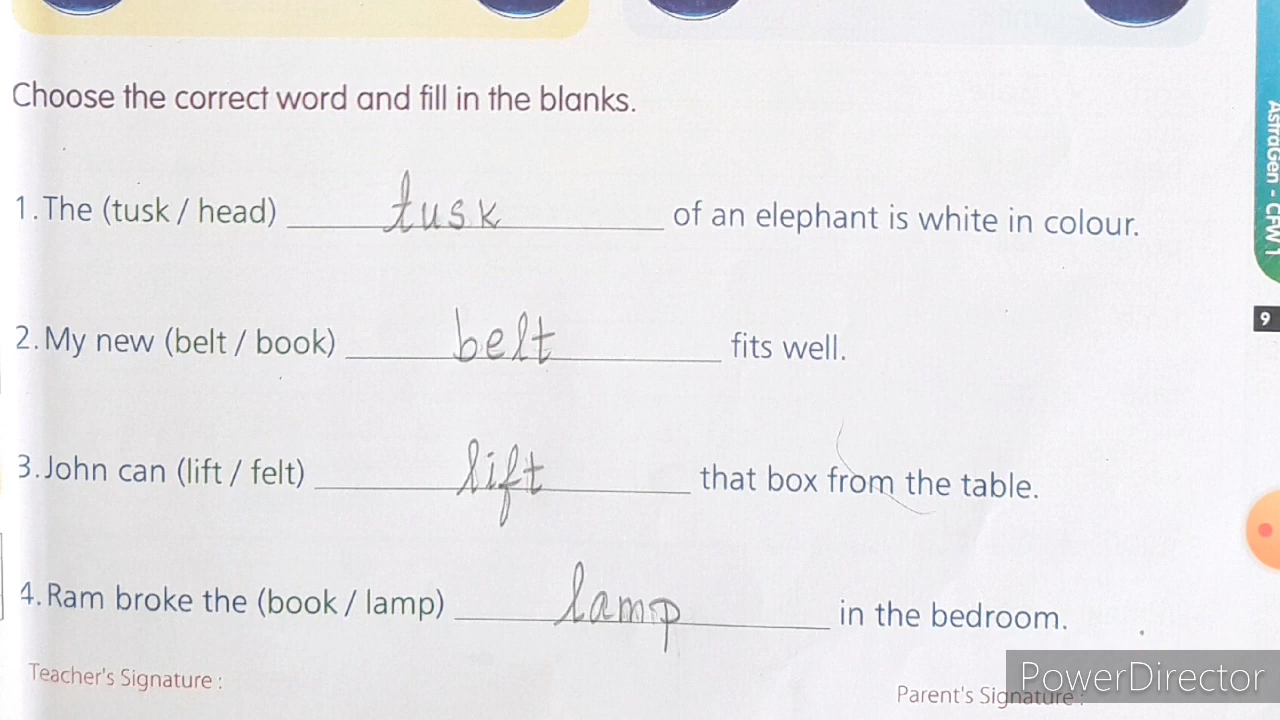 Choose the correct word and fill in the blanks.
1. The (tusk / head) tusk of an elephant is white in colour.
2. My new (belt / book) belt fits well.
3. John can (lift / felt) lift that box from the table.
4. Ram broke the (book / lamp) lamp in the bedroom.
Teacher's Signature :
Parent's Signature :
PowerDirector
9